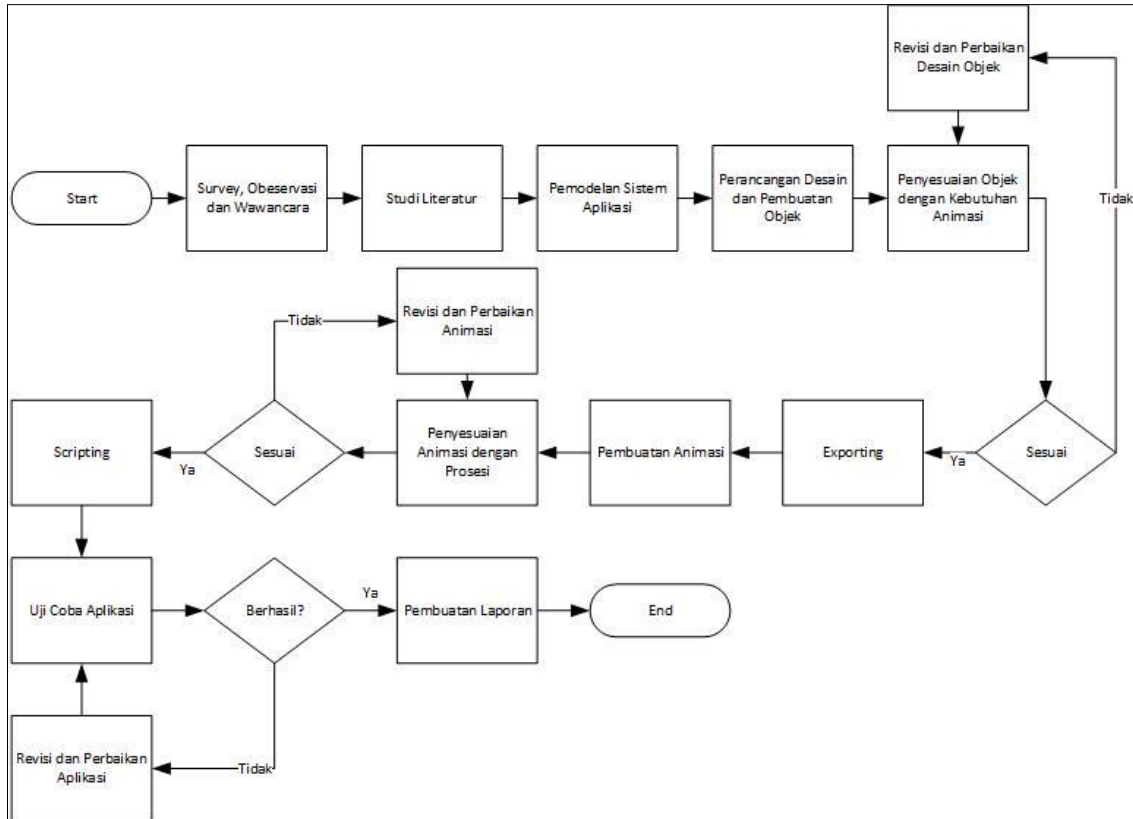 Revisi dan Perbaikan
Desain Objek
Start
Survey, Obeservasi
dan Wawancara
Studi Literatur
Pemodelan Sistem
Aplikasi
Perancangan Desain
dan Pembuatan
Objek
Penyesuaian Objek
dengan Kebutuhan
Animasi
Tidak
Revisi dan Perbaikan
Animasi
Tidak
Scripting
Ya
Sesuai
Penyesuaian
Animasi dengan
Prosesi
Pembuatan Animasi
Exporting
Ya
Sesuai
Uji Coba Aplikasi
Berhasil?
Ya
Pembuatan Laporan
End
Revisi dan Perbaikan
Aplikasi
Tidak